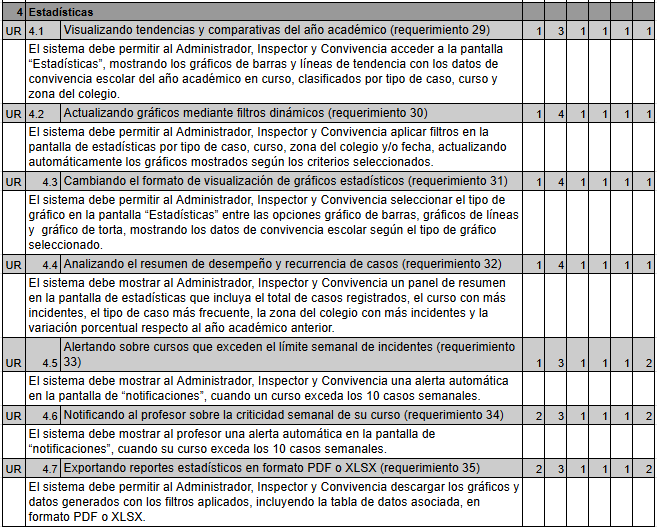 4 Estadísticas
UR 4.1 Visualizando tendencias y comparativas del año académico (requerimiento 29) 1 3 1 1 1 1
El sistema debe permitir al Administrador, Inspector y Convivencia acceder a la pantalla
“Estadísticas”, mostrando los gráficos de barras y líneas de tendencia con los datos de
convivencia escolar del año académico en curso, clasificados por tipo de caso, curso y
zona del colegio.
UR 4.2 Actualizando gráficos mediante filtros dinámicos (requerimiento 30) 1 4 1 1 1 1
El sistema debe permitir al Administrador, Inspector y Convivencia aplicar filtros en la
pantalla de estadísticas por tipo de caso, curso, zona del colegio y/o fecha, actualizando
automáticamente los gráficos mostrados según los criterios seleccionados.
UR 4.3 Cambiando el formato de visualización de gráficos estadísticos (requerimiento 31) 1 4 1 1 1 1
El sistema debe permitir al Administrador, Inspector y Convivencia seleccionar el tipo de
gráfico en la pantalla “Estadísticas” entre las opciones gráfico de barras, gráficos de líneas
y gráfico de torta, mostrando los datos de convivencia escolar según el tipo de gráfico
seleccionado.
UR 4.4 Analizando el resumen de desempeño y recurrencia de casos (requerimiento 32) 1 4 1 1 1 1
El sistema debe mostrar al Administrador, Inspector y Convivencia un panel de resumen
en la pantalla de estadísticas que incluya el total de casos registrados, el curso con más
incidentes, el tipo de caso más frecuente, la zona del colegio con más incidentes y la
variación porcentual respecto al año académico anterior.
Alertando sobre cursos que exceden el límite semanal de incidentes (requerimiento
UR 4.5 33) 1 3 1 1 1 2
El sistema debe mostrar al Administrador, Inspector y Convivencia una alerta automática
en la pantalla de “notificaciones”, cuando un curso exceda los 10 casos semanales.
UR 4.6 Notificando al profesor sobre la criticidad semanal de su curso (requerimiento 34) 2 3 1 1 1 2
El sistema debe mostrar al profesor una alerta automática en la pantalla de
“notificaciones”, cuando su curso exceda los 10 casos semanales.
UR 4.7 Exportando reportes estadísticos en formato PDF o XLSX (requerimiento 35) 2 3 1 1 1 2
El sistema debe permitir al Administrador, Inspector y Convivencia descargar los gráficos y
datos generados con los filtros aplicados, incluyendo la tabla de datos asociada, en
formato PDF o XLSX.